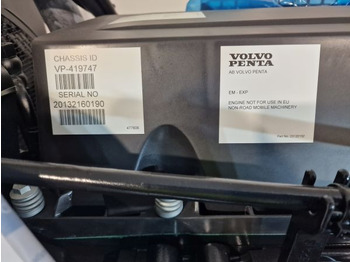 CHASSIS ID
VP-419747
SERIAL NO
20132160190
VOLVO
PENTA
AB VOLVO PENTA
EM - EXP
ENGINE NOT FOR USE IN EU
NON-ROAD MOBILE MACHINERY